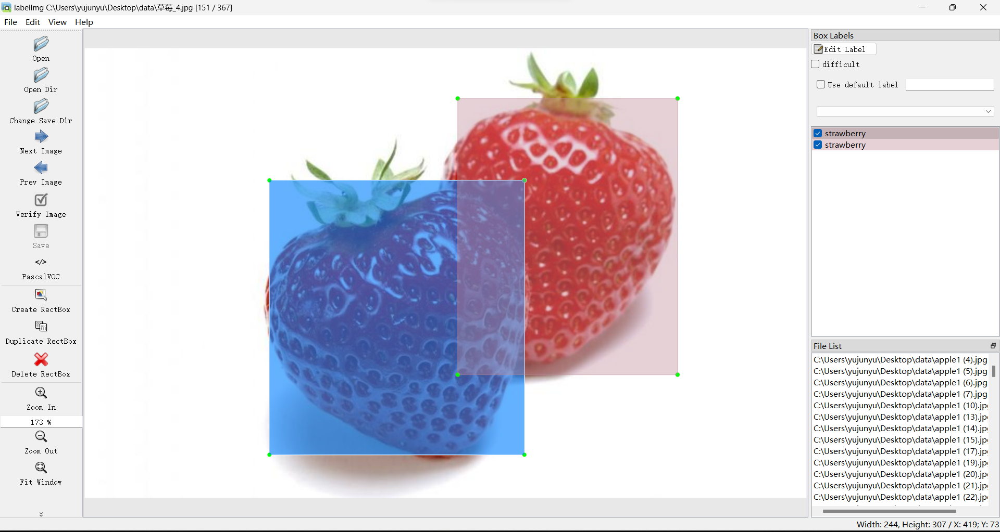 labelImg C:\Users\yujunyu\Desktop\data\草莓_4.jpg [151 / 367]
File Edit View Help
Open
Open Dir
Change Save Dir
Next Image
Prev Image
Verify Image
Save
</>
PascalVOC
Create RectBox
Duplicate RectBox
Delete RectBox
Zoom In
173 %
Zoom Out
Fit Window
Box Labels
Edit Label
difficult
Use default label
strawberry
strawberry
File List
C:\Users\yujunyu\Desktop\data\apple1 (4).jpg
C:\Users\yujunyu\Desktop\data\apple1 (5).jpg
C:\Users\yujunyu\Desktop\data\apple1 (6).jpg
C:\Users\yujunyu\Desktop\data\apple1 (7).jpg
C:\Users\yujunyu\Desktop\data\apple1 (10).jp
C:\Users\yujunyu\Desktop\data\apple1 (13).jp
C:\Users\yujunyu\Desktop\data\apple1 (14).jp
C:\Users\yujunyu\Desktop\data\apple1 (15).jp
C:\Users\yujunyu\Desktop\data\apple1 (17).jp
C:\Users\yujunyu\Desktop\data\apple1 (19).jp
C:\Users\yujunyu\Desktop\data\apple1 (20).jp
C:\Users\yujunyu\Desktop\data\apple1 (21).jp
C:\Users\yujunyu\Desktop\data\apple1 (22).jp
Width: 244, Height: 307 / X: 419; Y: 73